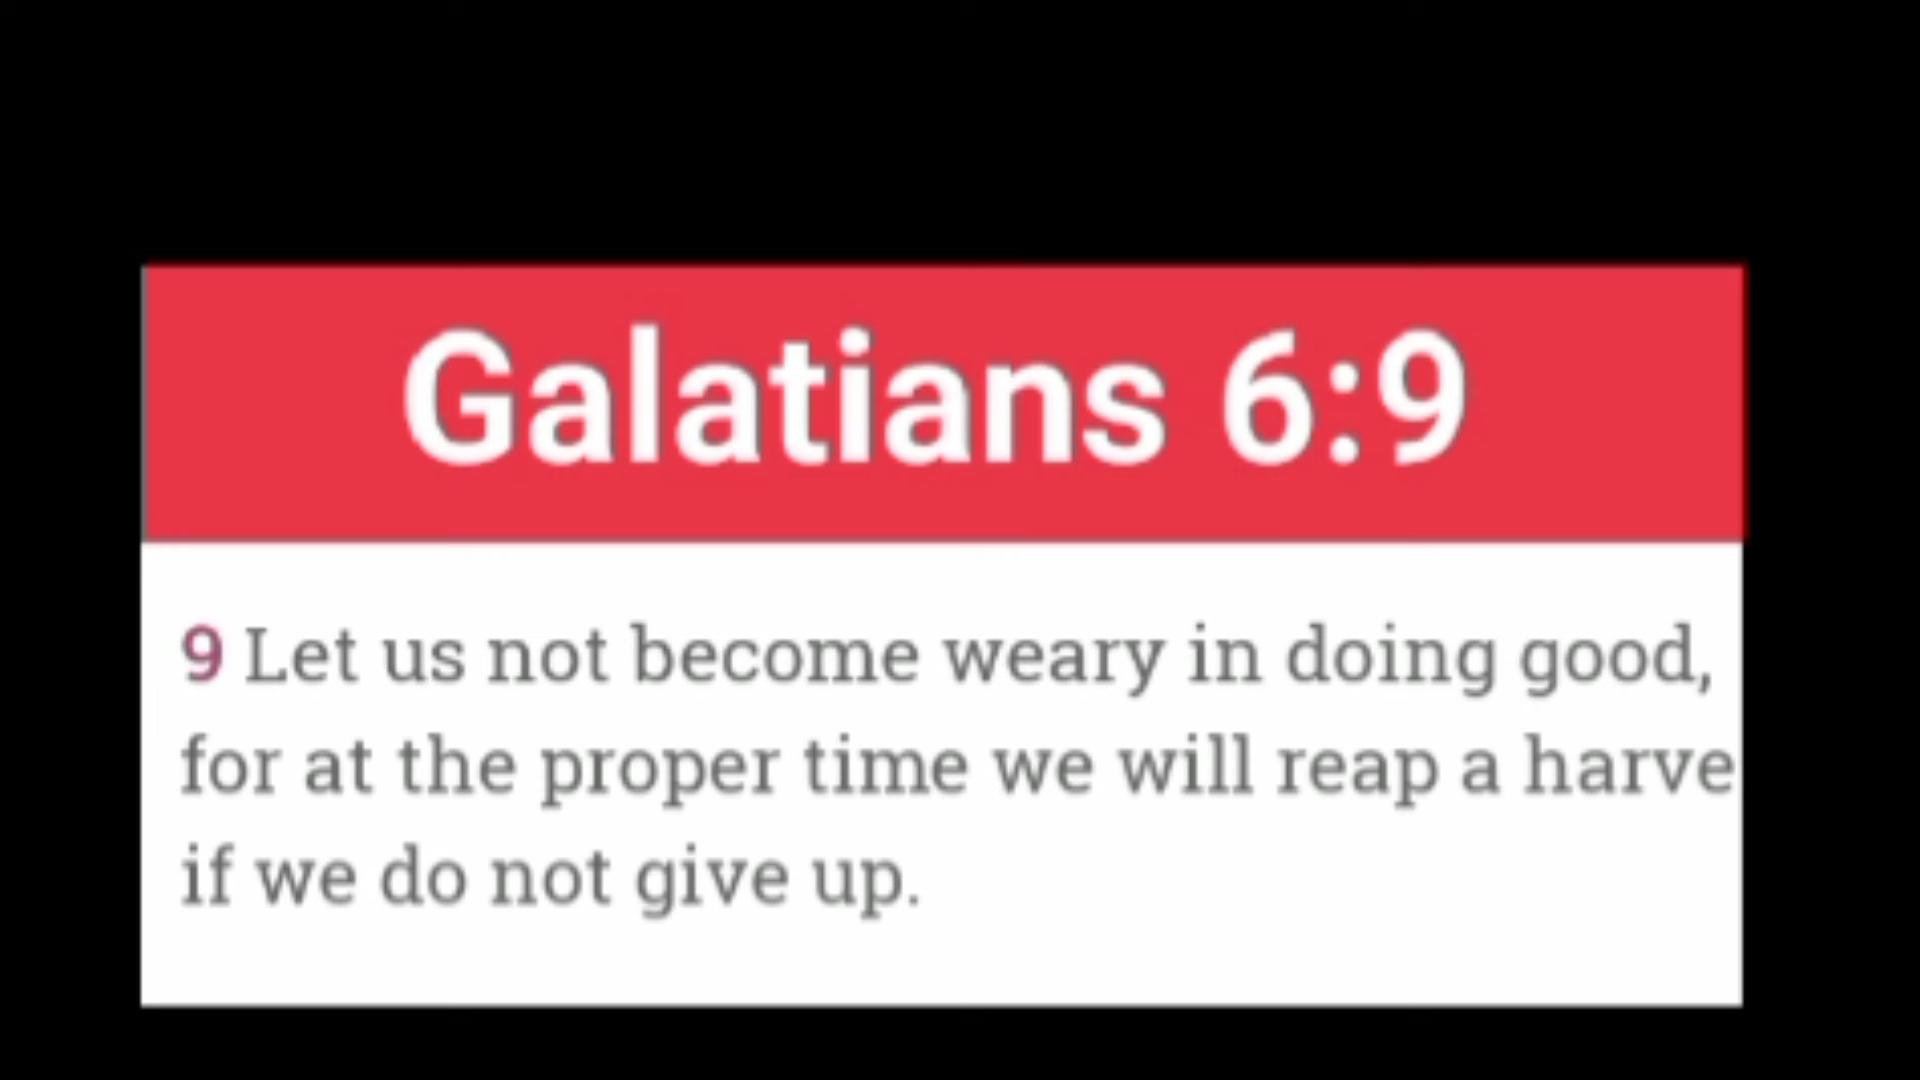 Galatians 6:9
9 Let us not become weary in doing good,
for at the proper time we will reap a harve
if we do not give up.